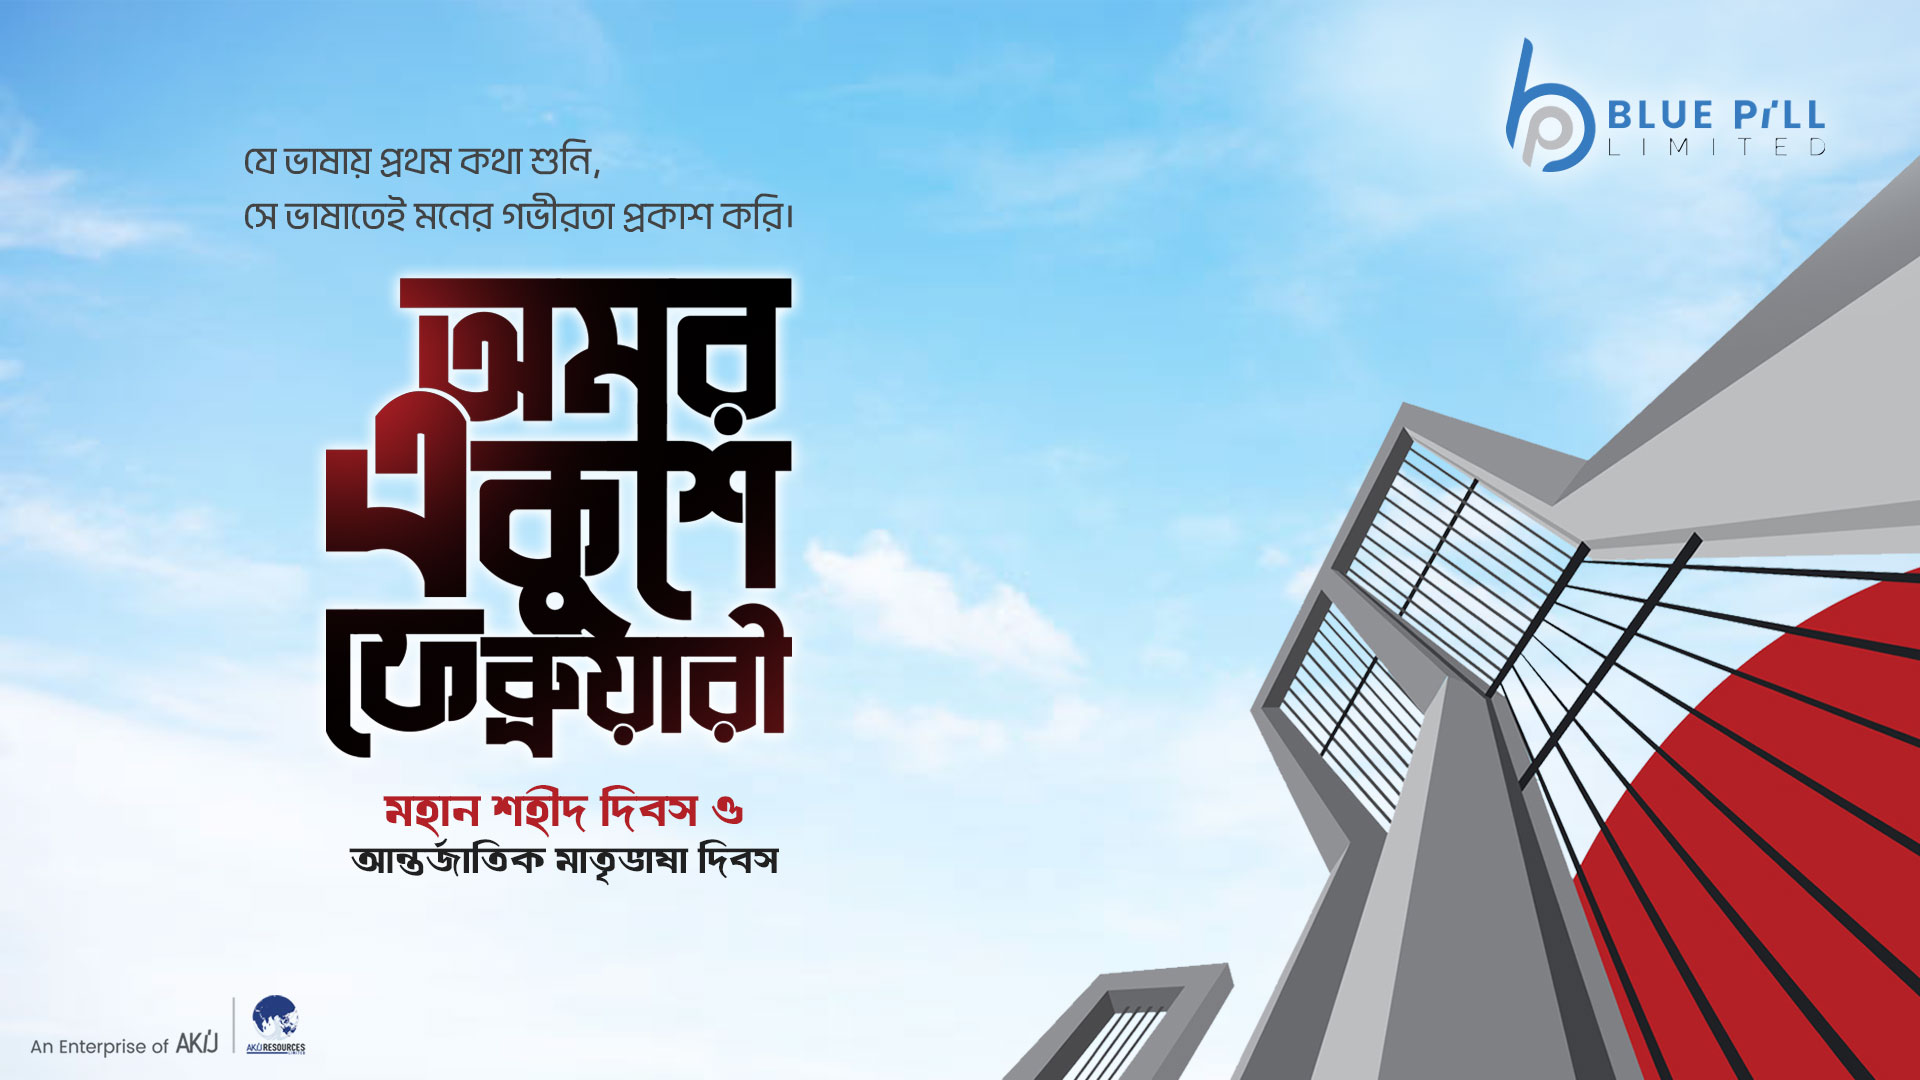 BLUE PILL
LIMITED
যে ভাষায় প্রথম কথা শুনি,
সে ভাষাতেই মনের গভীরতা প্রকাশ করি।
অমর
একুশে
ফেব্রুয়ারী
মহান শহীদ দিবস ও
আন্তর্জাতিক মাতৃভাষা দিবস
An Enterprise of AKIJ
AKIJ RESOURCES
LIMITED